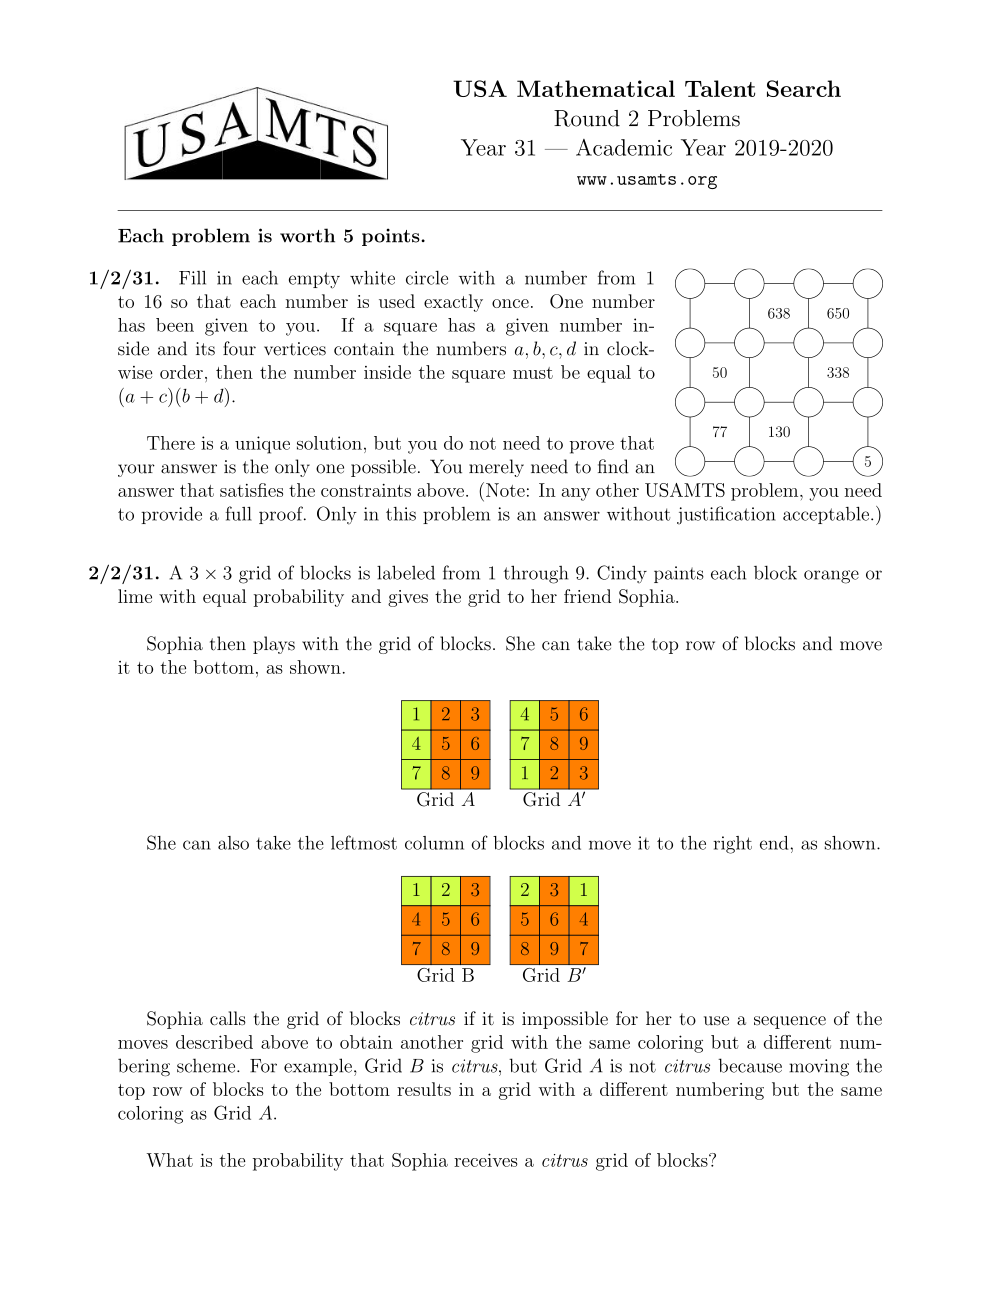 USAMTS
USA Mathematical Talent Search
Round 2 Problems
Year 31 — Academic Year 2019-2020
www.usamts.org
Each problem is worth 5 points.
1/2/31. Fill in each empty white circle with a number from 1
to 16 so that each number is used exactly once. One number
has been given to you. If a square has a given number in-
side and its four vertices contain the numbers a, b, c, d in clock-
wise order, then the number inside the square must be equal to
(a + c)(b + d).
There is a unique solution, but you do not need to prove that
your answer is the only one possible. You merely need to find an
answer that satisfies the constraints above. (Note: In any other USAMTS problem, you need
to provide a full proof. Only in this problem is an answer without justification acceptable.)
638 650
50 338
77 130
5
2/2/31. A 3 × 3 grid of blocks is labeled from 1 through 9. Cindy paints each block orange or
lime with equal probability and gives the grid to her friend Sophia.
Sophia then plays with the grid of blocks. She can take the top row of blocks and move
it to the bottom, as shown.
1 2 3 4 5 6
4 5 6 7 8 9
7 8 9 1 2 3
Grid A Grid A′
She can also take the leftmost column of blocks and move it to the right end, as shown.
1 2 3 2 3 1
4 5 6 5 6 4
7 8 9 8 9 7
Grid B Grid B′
Sophia calls the grid of blocks citrus if it is impossible for her to use a sequence of the
moves described above to obtain another grid with the same coloring but a different num-
bering scheme. For example, Grid B is citrus, but Grid A is not citrus because moving the
top row of blocks to the bottom results in a grid with a different numbering but the same
coloring as Grid A.
What is the probability that Sophia receives a citrus grid of blocks?